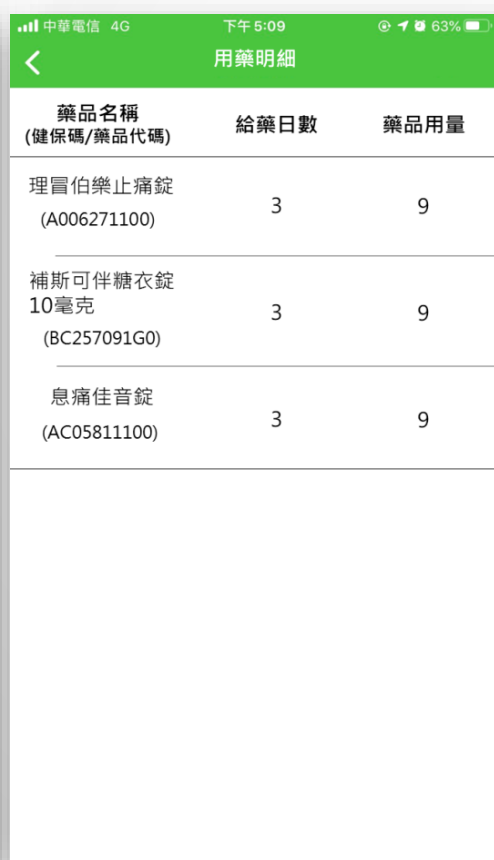 中華電信 4G 下午 5:09 63%
用藥明細
藥品名稱 給藥日數 藥品用量
(健保碼/藥品代碼)
理冒伯樂止痛錠
(A006271100) 3 9
補斯可伴糖衣錠
10毫克
(BC257091G0) 3 9
息痛佳音錠
(AC05811100) 3 9